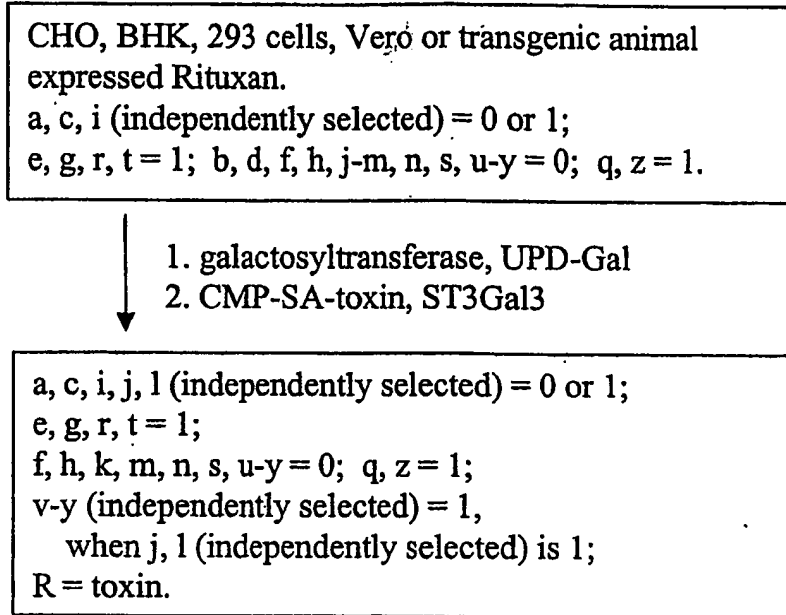 CHO, BHK, 293 cells, Vero or transgenic animal
expressed Rituxan.
a, c, i (independently selected) = 0 or 1;
e, g, r, t = 1; b, d, f, h, j-m, n, s, u-y = 0; q, z = 1.
1. galactosyltransferase, UPD-Gal
2. CMP-SA-toxin, ST3Gal3
a, c, i, j, l (independently selected) = 0 or 1;
e, g, r, t = 1;
f, h, k, m, n, s, u-y = 0; q, z = 1;
v-y (independently selected) = 1,
when j, l (independently selected) is 1;
R = toxin.